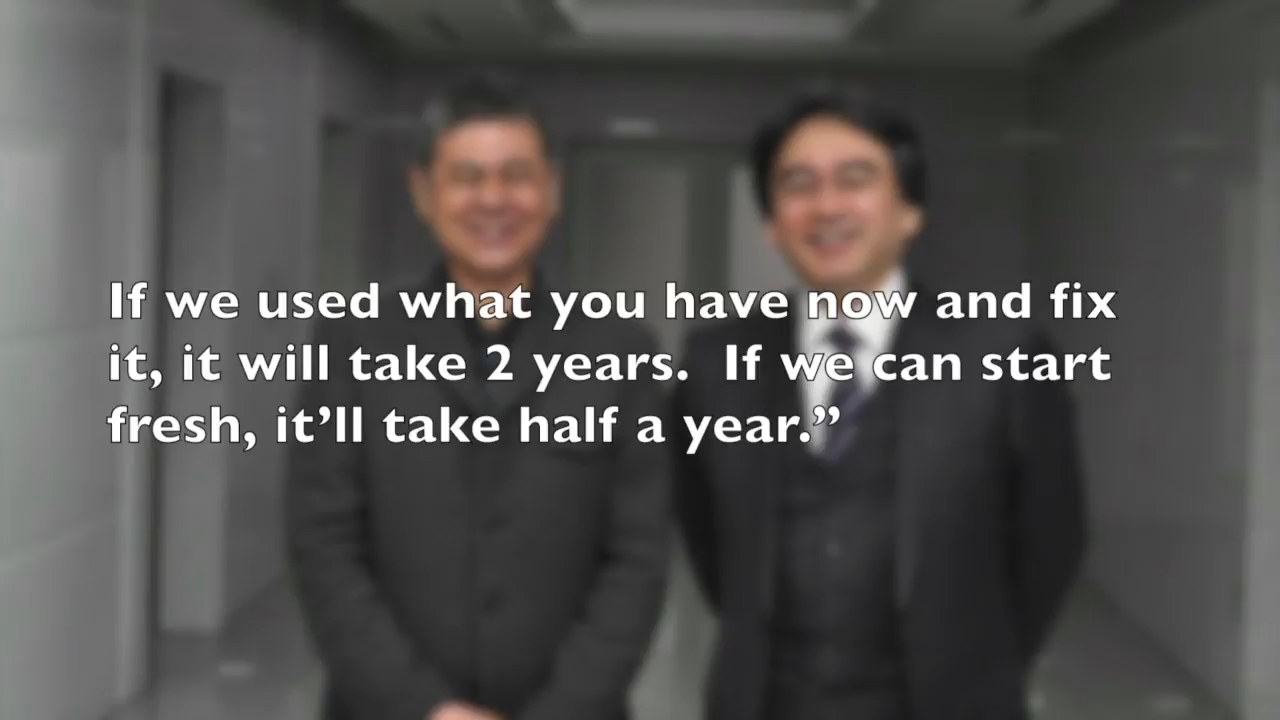 If we used what you have now and fix
it, it will take 2 years.  If we can start
fresh, it’ll take half a year.”